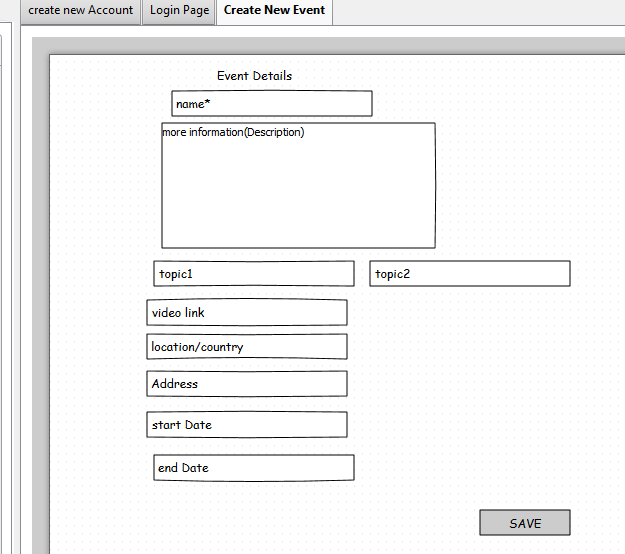 create new Account
Login Page
Create New Event
Event Details
name*
more information(Description)
topic1
topic2
video link
location/country
Address
start Date
end Date
SAVE